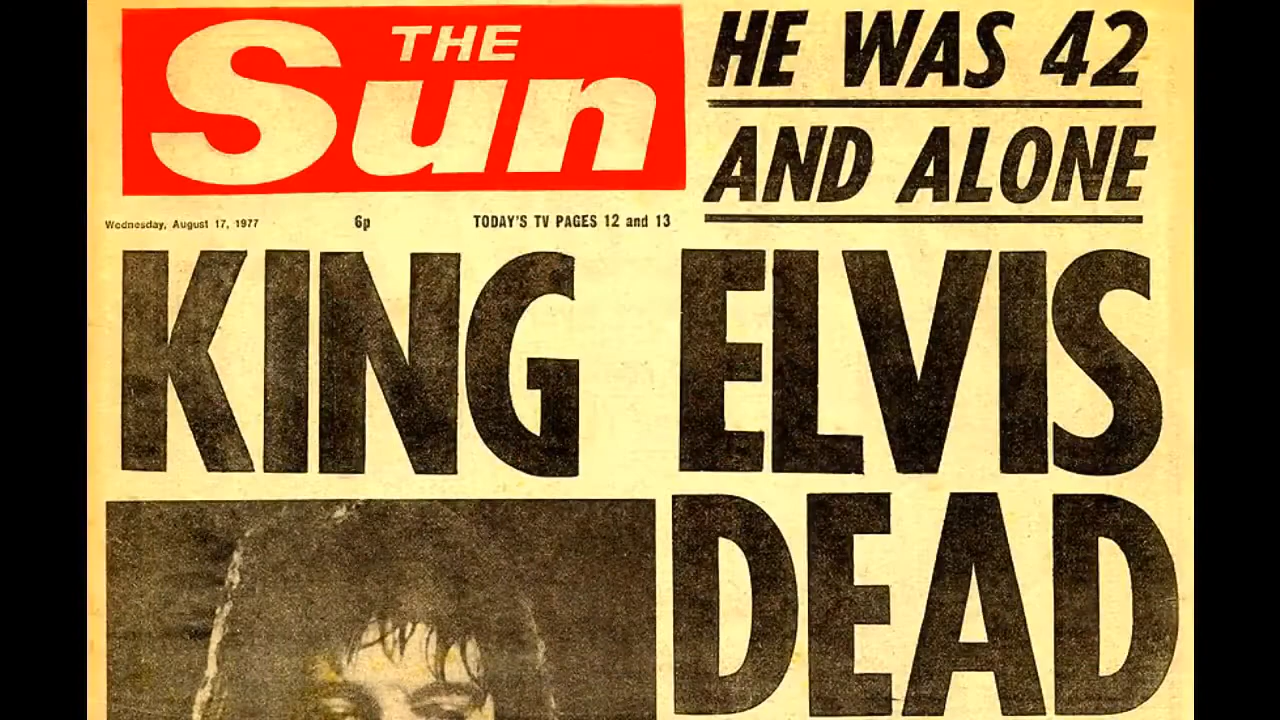 THE
Sun
HE WAS 42
AND ALONE
Wednesday, August 17, 1977 6p TODAY'S TV PAGES 12 and 13
KING ELVIS
DEAD